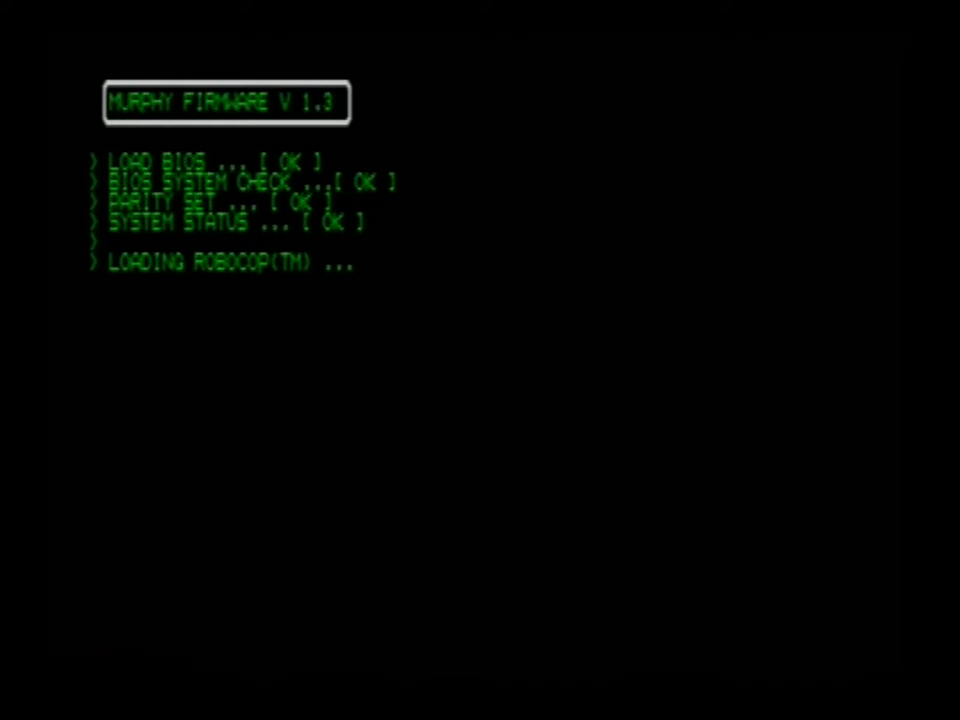 MURPHY FIRMWARE V 1.3
> LOAD BIOS ... [ OK ]
> BIOS SYSTEM CHECK ...[ OK ]
> PARITY SET ... [ OK ]
> SYSTEM STATUS ... [ OK ]
>
> LOADING ROBOCOP(TM) ...